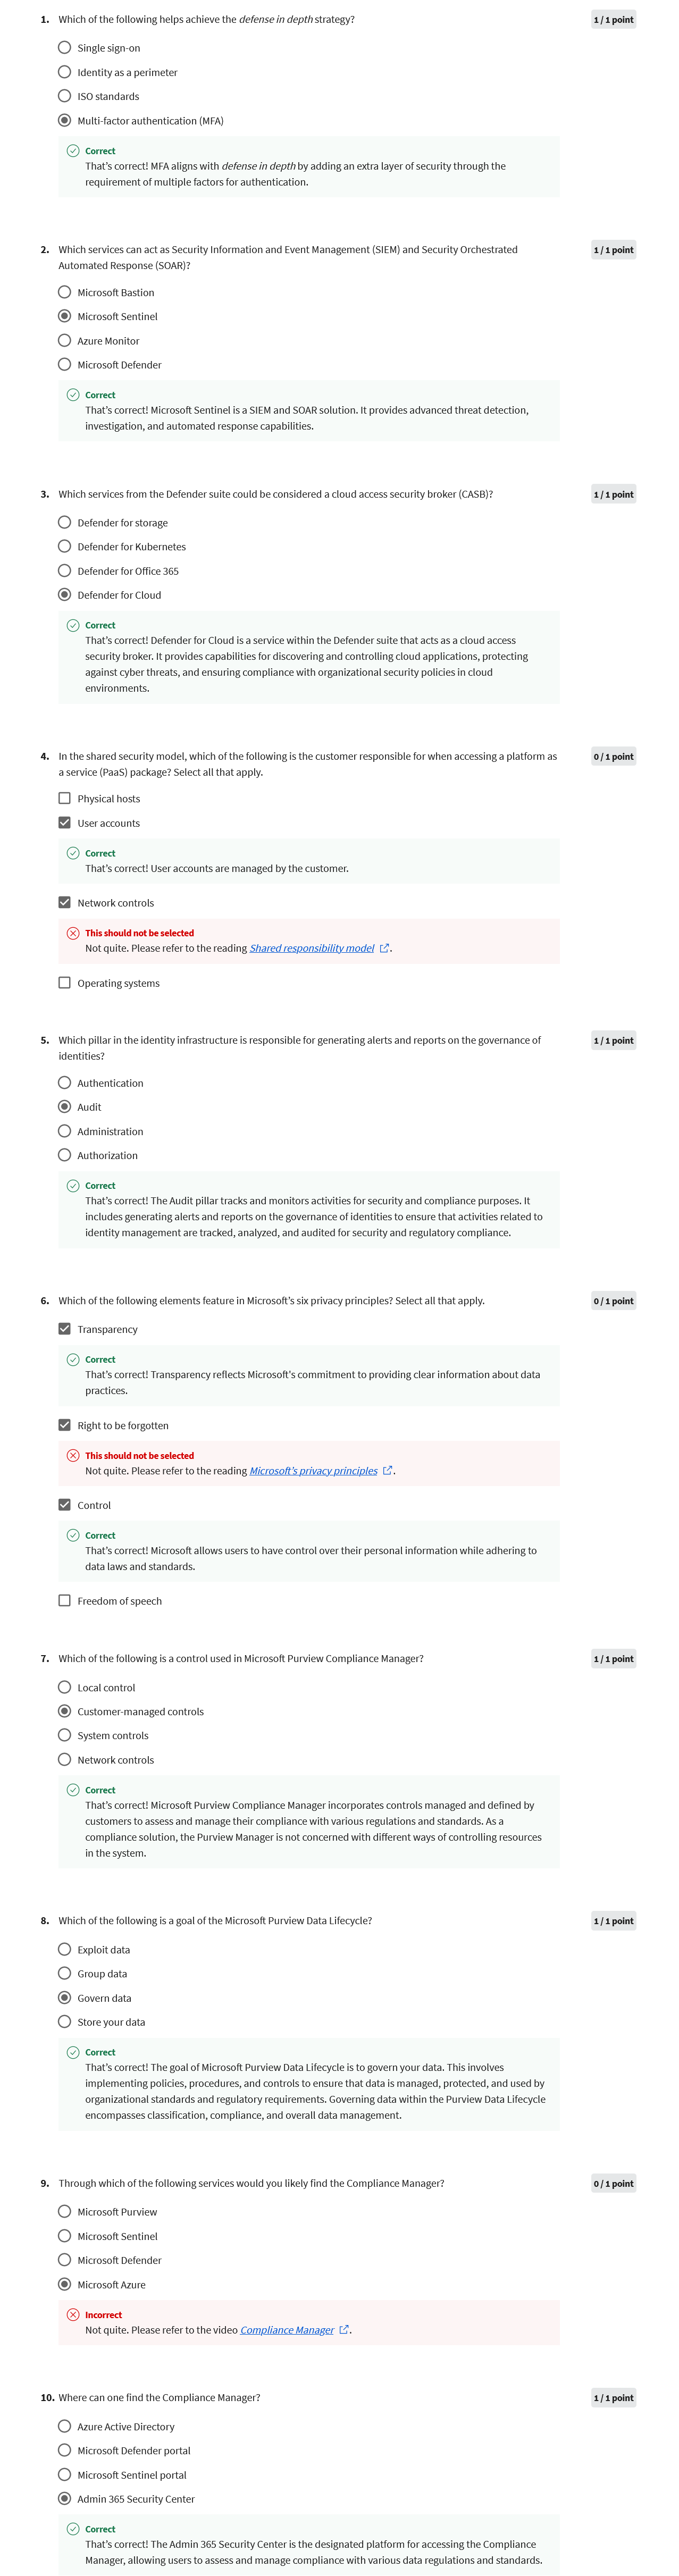 1. Which of the following helps achieve the defense in depth strategy?
1 / 1 point
Single sign-on
Identity as a perimeter
ISO standards
Multi-factor authentication (MFA)
Correct
That's correct! MFA aligns with defense in depth by adding an extra layer of security through the
requirement of multiple factors for authentication.
2. Which services can act as Security Information and Event Management (SIEM) and Security Orchestrated
Automated Response (SOAR)?
1 / 1 point
Microsoft Bastion
Microsoft Sentinel
Azure Monitor
Microsoft Defender
Correct
That's correct! Microsoft Sentinel is a SIEM and SOAR solution. It provides advanced threat detection,
investigation, and automated response capabilities.
3. Which services from the Defender suite could be considered a cloud access security broker (CASB)?
1 / 1 point
Defender for storage
Defender for Kubernetes
Defender for Office 365
Defender for Cloud
Correct
That's correct! Defender for Cloud is a service within the Defender suite that acts as a cloud access
security broker. It provides capabilities for discovering and controlling cloud applications, protecting
against cyber threats, and ensuring compliance with organizational security policies in cloud
environments.
4. In the shared security model, which of the following is the customer responsible for when accessing a platform as
a service (PaaS) package? Select all that apply.
0 / 1 point
Physical hosts
User accounts
Correct
That's correct! User accounts are managed by the customer.
Network controls
This should not be selected
Not quite. Please refer to the reading Shared responsibility model.
Operating systems
5. Which pillar in the identity infrastructure is responsible for generating alerts and reports on the governance of
identities?
1 / 1 point
Authentication
Audit
Administration
Authorization
Correct
That's correct! The Audit pillar tracks and monitors activities for security and compliance purposes. It
includes generating alerts and reports on the governance of identities to ensure that activities related to
identity management are tracked, analyzed, and audited for security and regulatory compliance.
6. Which of the following elements feature in Microsoft's six privacy principles? Select all that apply.
0 / 1 point
Transparency
Correct
That's correct! Transparency reflects Microsoft's commitment to providing clear information about data
practices.
Right to be forgotten
This should not be selected
Not quite. Please refer to the reading Microsoft's privacy principles.
Control
Correct
That's correct! Microsoft allows users to have control over their personal information while adhering to
data laws and standards.
Freedom of speech
7. Which of the following is a control used in Microsoft Purview Compliance Manager?
1 / 1 point
Local control
Customer-managed controls
System controls
Network controls
Correct
That's correct! Microsoft Purview Compliance Manager incorporates controls managed and defined by
customers to assess and manage their compliance with various regulations and standards. As a
compliance solution, the Purview Manager is not concerned with different ways of controlling resources
in the system.
8. Which of the following is a goal of the Microsoft Purview Data Lifecycle?
1 / 1 point
Exploit data
Group data
Govern data
Store your data
Correct
That's correct! The goal of Microsoft Purview Data Lifecycle is to govern your data. This involves
implementing policies, procedures, and controls to ensure that data is managed, protected, and used by
organizational standards and regulatory requirements. Governing data within the Purview Data Lifecycle
encompasses classification, compliance, and overall data management.
9. Through which of the following services would you likely find the Compliance Manager?
0 / 1 point
Microsoft Purview
Microsoft Sentinel
Microsoft Defender
Microsoft Azure
Incorrect
Not quite. Please refer to the video Compliance Manager.
10. Where can one find the Compliance Manager?
1 / 1 point
Azure Active Directory
Microsoft Defender portal
Microsoft Sentinel portal
Admin 365 Security Center
Correct
That's correct! The Admin 365 Security Center is the designated platform for accessing the Compliance
Manager, allowing users to assess and manage compliance with various data regulations and standards.